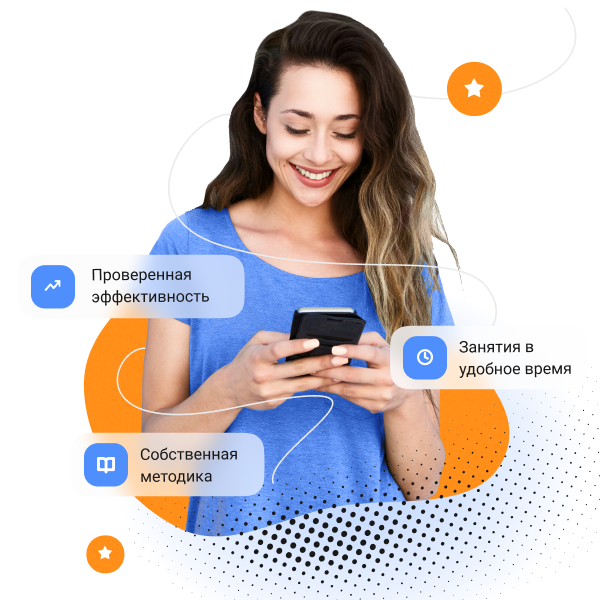 Проверенная
эффективность
Занятия в
удобное время
Собственная
методика